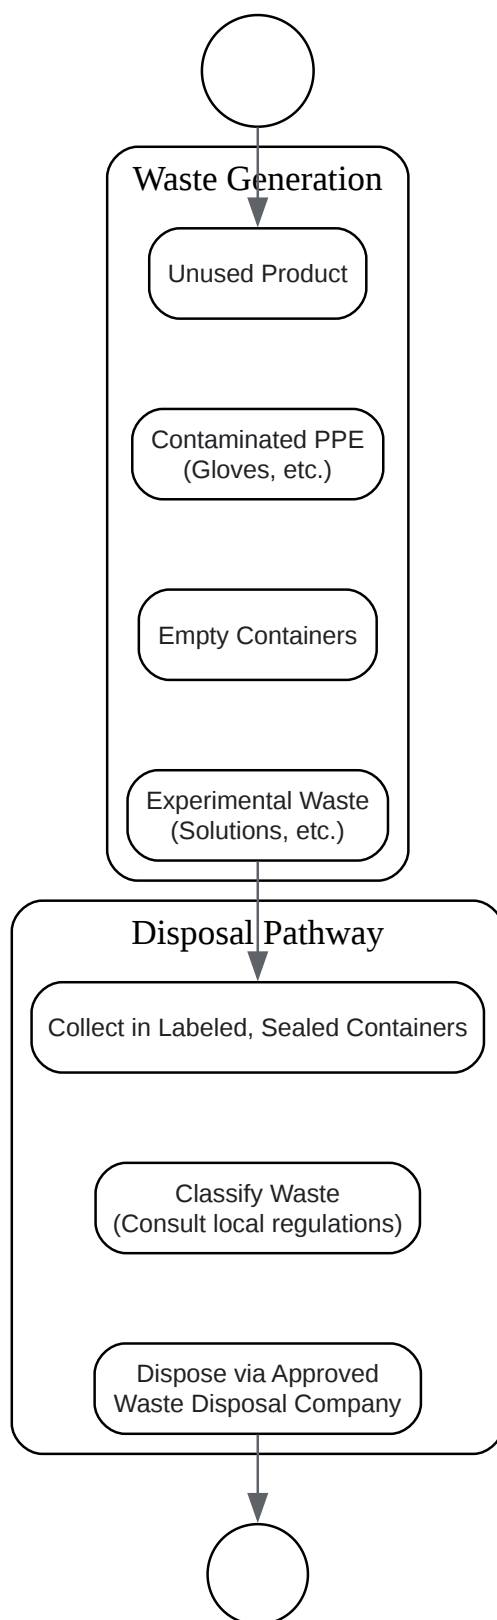 Waste Generation
Unused Product
Contaminated PPE
(Gloves, etc.)
Empty Containers
Experimental Waste
(Solutions, etc.)
Disposal Pathway
Collect in Labeled, Sealed Containers
Classify Waste
(Consult local regulations)
Dispose via Approved
Waste Disposal Company